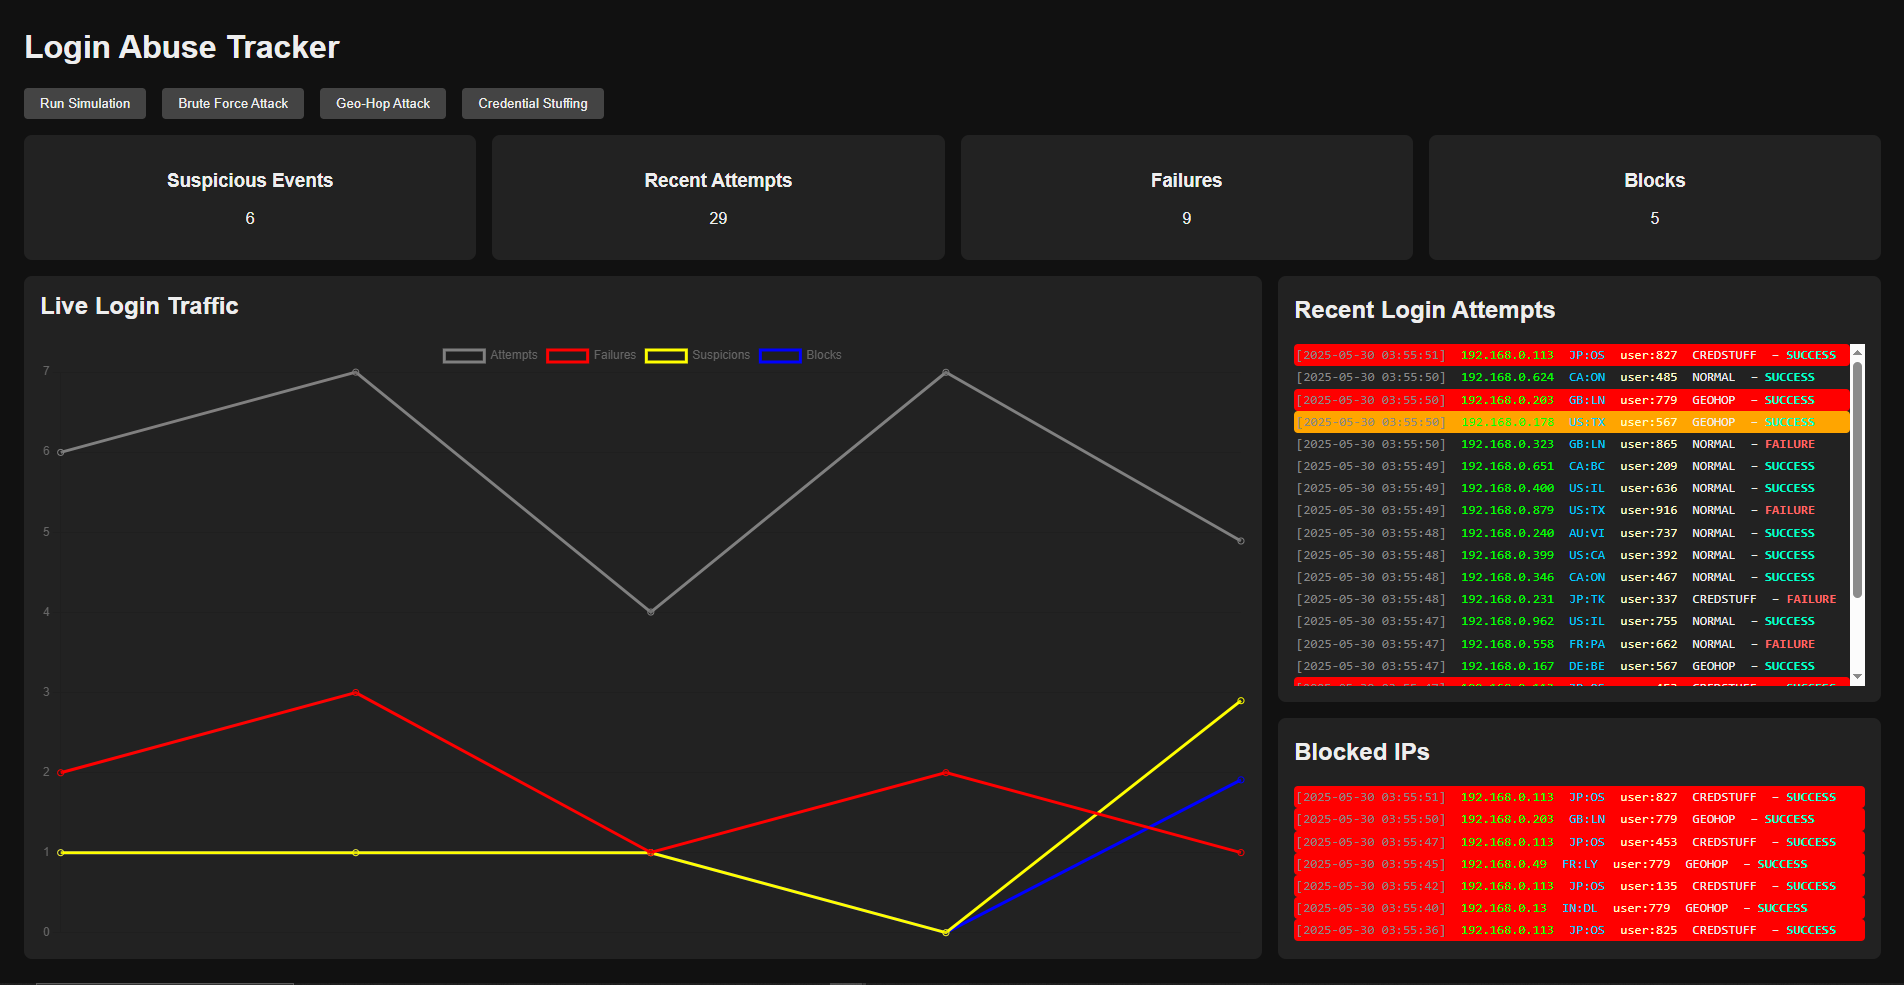 Login Abuse Tracker
Run Simulation Brute Force Attack Geo-Hop Attack Credential Stuffing
Suspicious Events
6
Recent Attempts
29
Failures
9
Blocks
5
Live Login Traffic
Attempts Failures Suspicions Blocks
7
6
5
4
3
2
1
0
Recent Login Attempts
[2025-05-30 03:55:51] 192.168.0.113 JP:OS user:827 CREDSTUFF – SUCCESS
[2025-05-30 03:55:50] 192.168.0.624 CA:ON user:485 NORMAL – SUCCESS
[2025-05-30 03:55:50] 192.168.0.203 GB:LN user:779 GEOHOP – SUCCESS
[2025-05-30 03:55:50] 192.168.0.178 US:TX user:567 GEOHOP – SUCCESS
[2025-05-30 03:55:50] 192.168.0.323 GB:LN user:865 NORMAL – FAILURE
[2025-05-30 03:55:49] 192.168.0.651 CA:BC user:209 NORMAL – SUCCESS
[2025-05-30 03:55:49] 192.168.0.400 US:IL user:636 NORMAL – SUCCESS
[2025-05-30 03:55:49] 192.168.0.879 US:TX user:916 NORMAL – FAILURE
[2025-05-30 03:55:48] 192.168.0.240 AU:VI user:737 NORMAL – SUCCESS
[2025-05-30 03:55:48] 192.168.0.399 US:CA user:392 NORMAL – SUCCESS
[2025-05-30 03:55:48] 192.168.0.346 CA:ON user:467 NORMAL – SUCCESS
[2025-05-30 03:55:48] 192.168.0.231 JP:TK user:337 CREDSTUFF – FAILURE
[2025-05-30 03:55:47] 192.168.0.962 US:IL user:755 NORMAL – SUCCESS
[2025-05-30 03:55:47] 192.168.0.558 FR:PA user:662 NORMAL – FAILURE
[2025-05-30 03:55:47] 192.168.0.167 DE:BE user:567 GEOHOP – SUCCESS
[2025-05-30 03:55:47] 192.168.0.113 JP:OS user:453 CREDSTUFF – SUCCESS
Blocked IPs
[2025-05-30 03:55:51] 192.168.0.113 JP:OS user:827 CREDSTUFF – SUCCESS
[2025-05-30 03:55:50] 192.168.0.203 GB:LN user:779 GEOHOP – SUCCESS
[2025-05-30 03:55:47] 192.168.0.113 JP:OS user:453 CREDSTUFF – SUCCESS
[2025-05-30 03:55:45] 192.168.0.49 FR:LY user:779 GEOHOP – SUCCESS
[2025-05-30 03:55:42] 192.168.0.113 JP:OS user:135 CREDSTUFF – SUCCESS
[2025-05-30 03:55:40] 192.168.0.13 IN:DL user:779 GEOHOP – SUCCESS
[2025-05-30 03:55:36] 192.168.0.113 JP:OS user:825 CREDSTUFF – SUCCESS